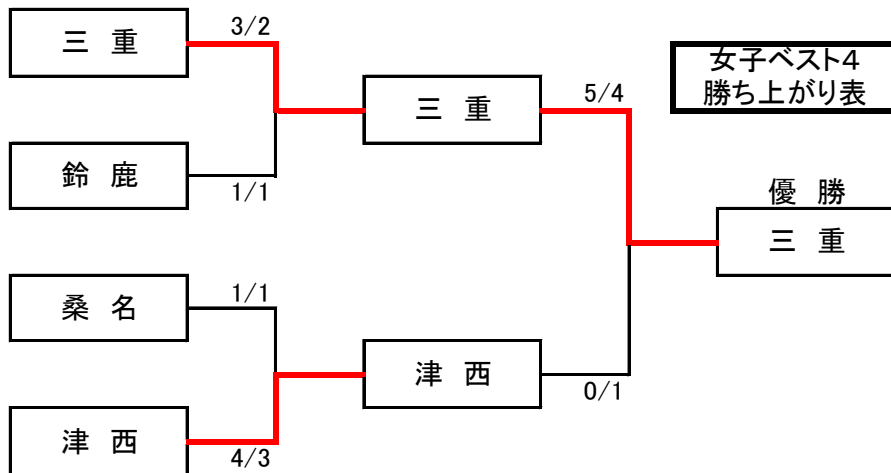 三 重
3/2
鈴 鹿
1/1
桑 名
1/1
津 西
4/3
三 重
5/4
津 西
0/1
女子ベスト4
勝ち上がり表
優 勝
三 重